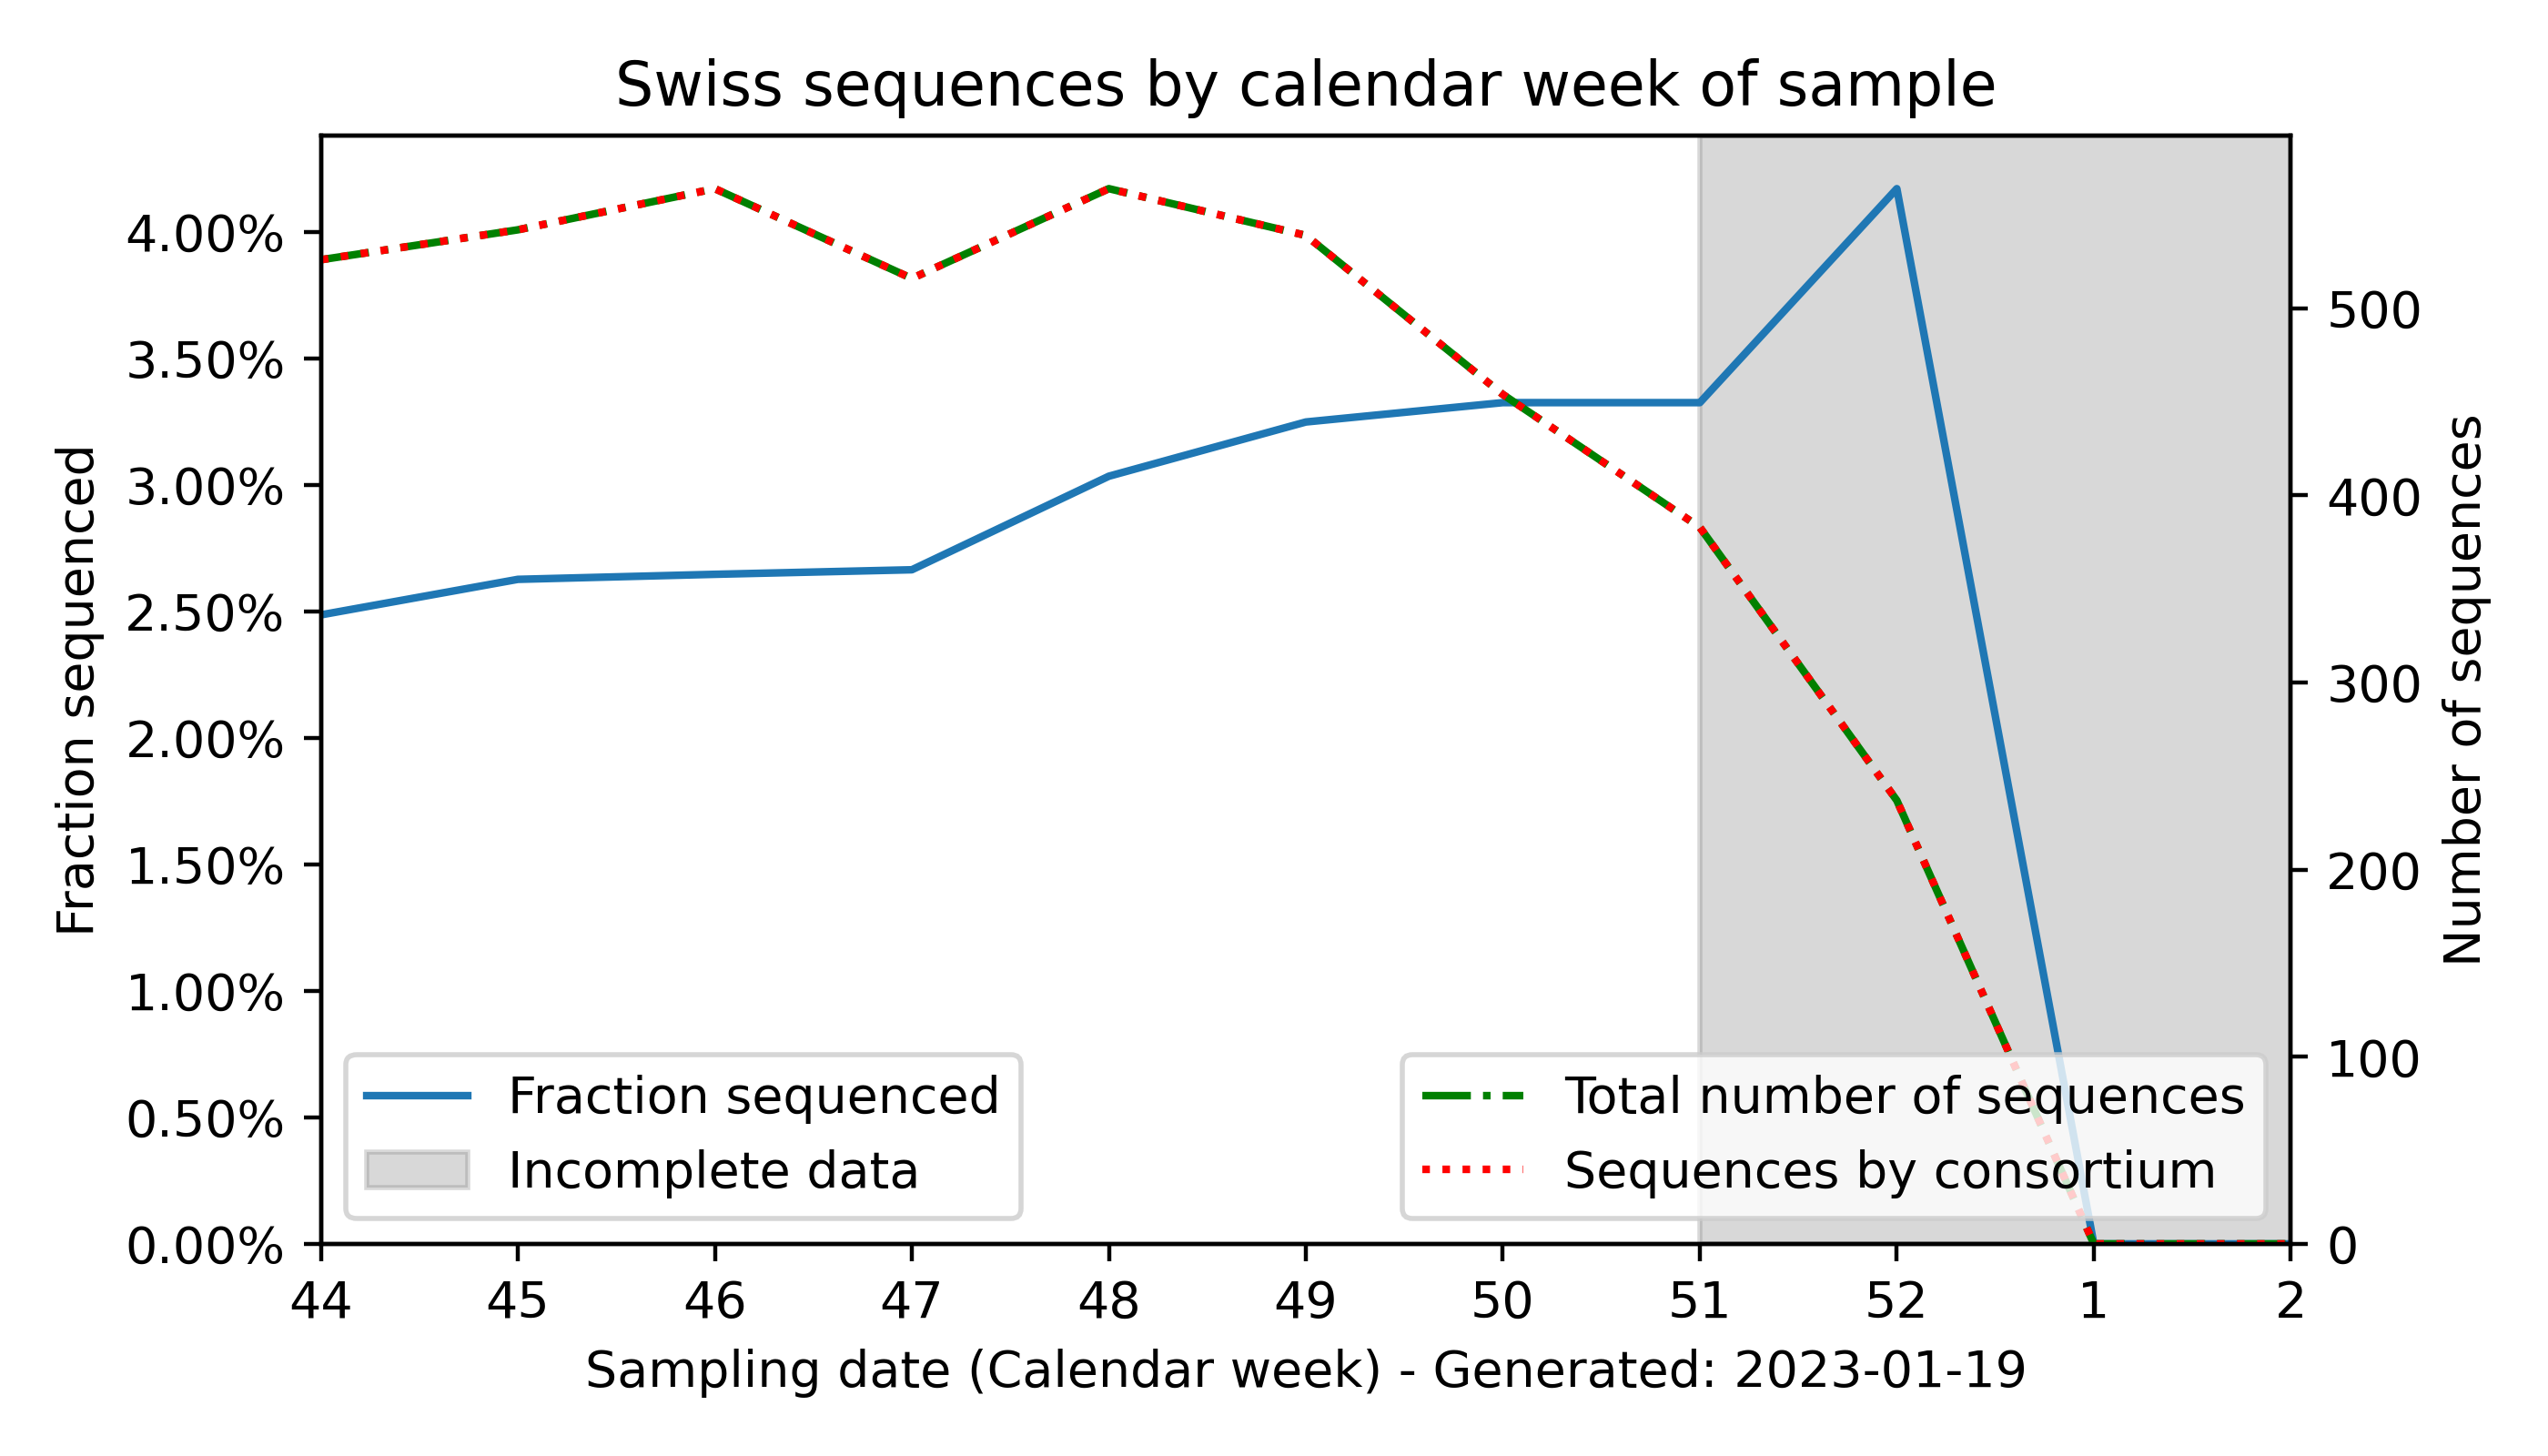 Swiss sequences by calendar week of sample
4.00%
3.50%
3.00%
2.50%
2.00%
1.50%
1.00%
0.50%
0.00%
Fraction sequenced
500
400
300
200
100
0
Number of sequences
Fraction sequenced
Incomplete data
Total number of sequences
Sequences by consortium
44 45 46 47 48 49 50 51 52 1 2
Sampling date (Calendar week) - Generated: 2023-01-19